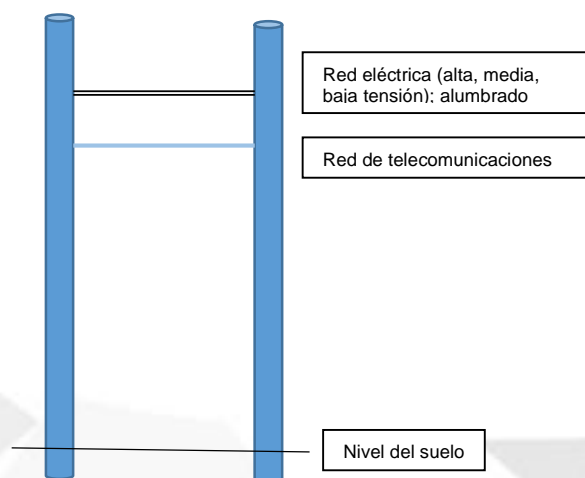 Red eléctrica (alta, media,
baja tensión); alumbrado
Red de telecomunicaciones
Nivel del suelo